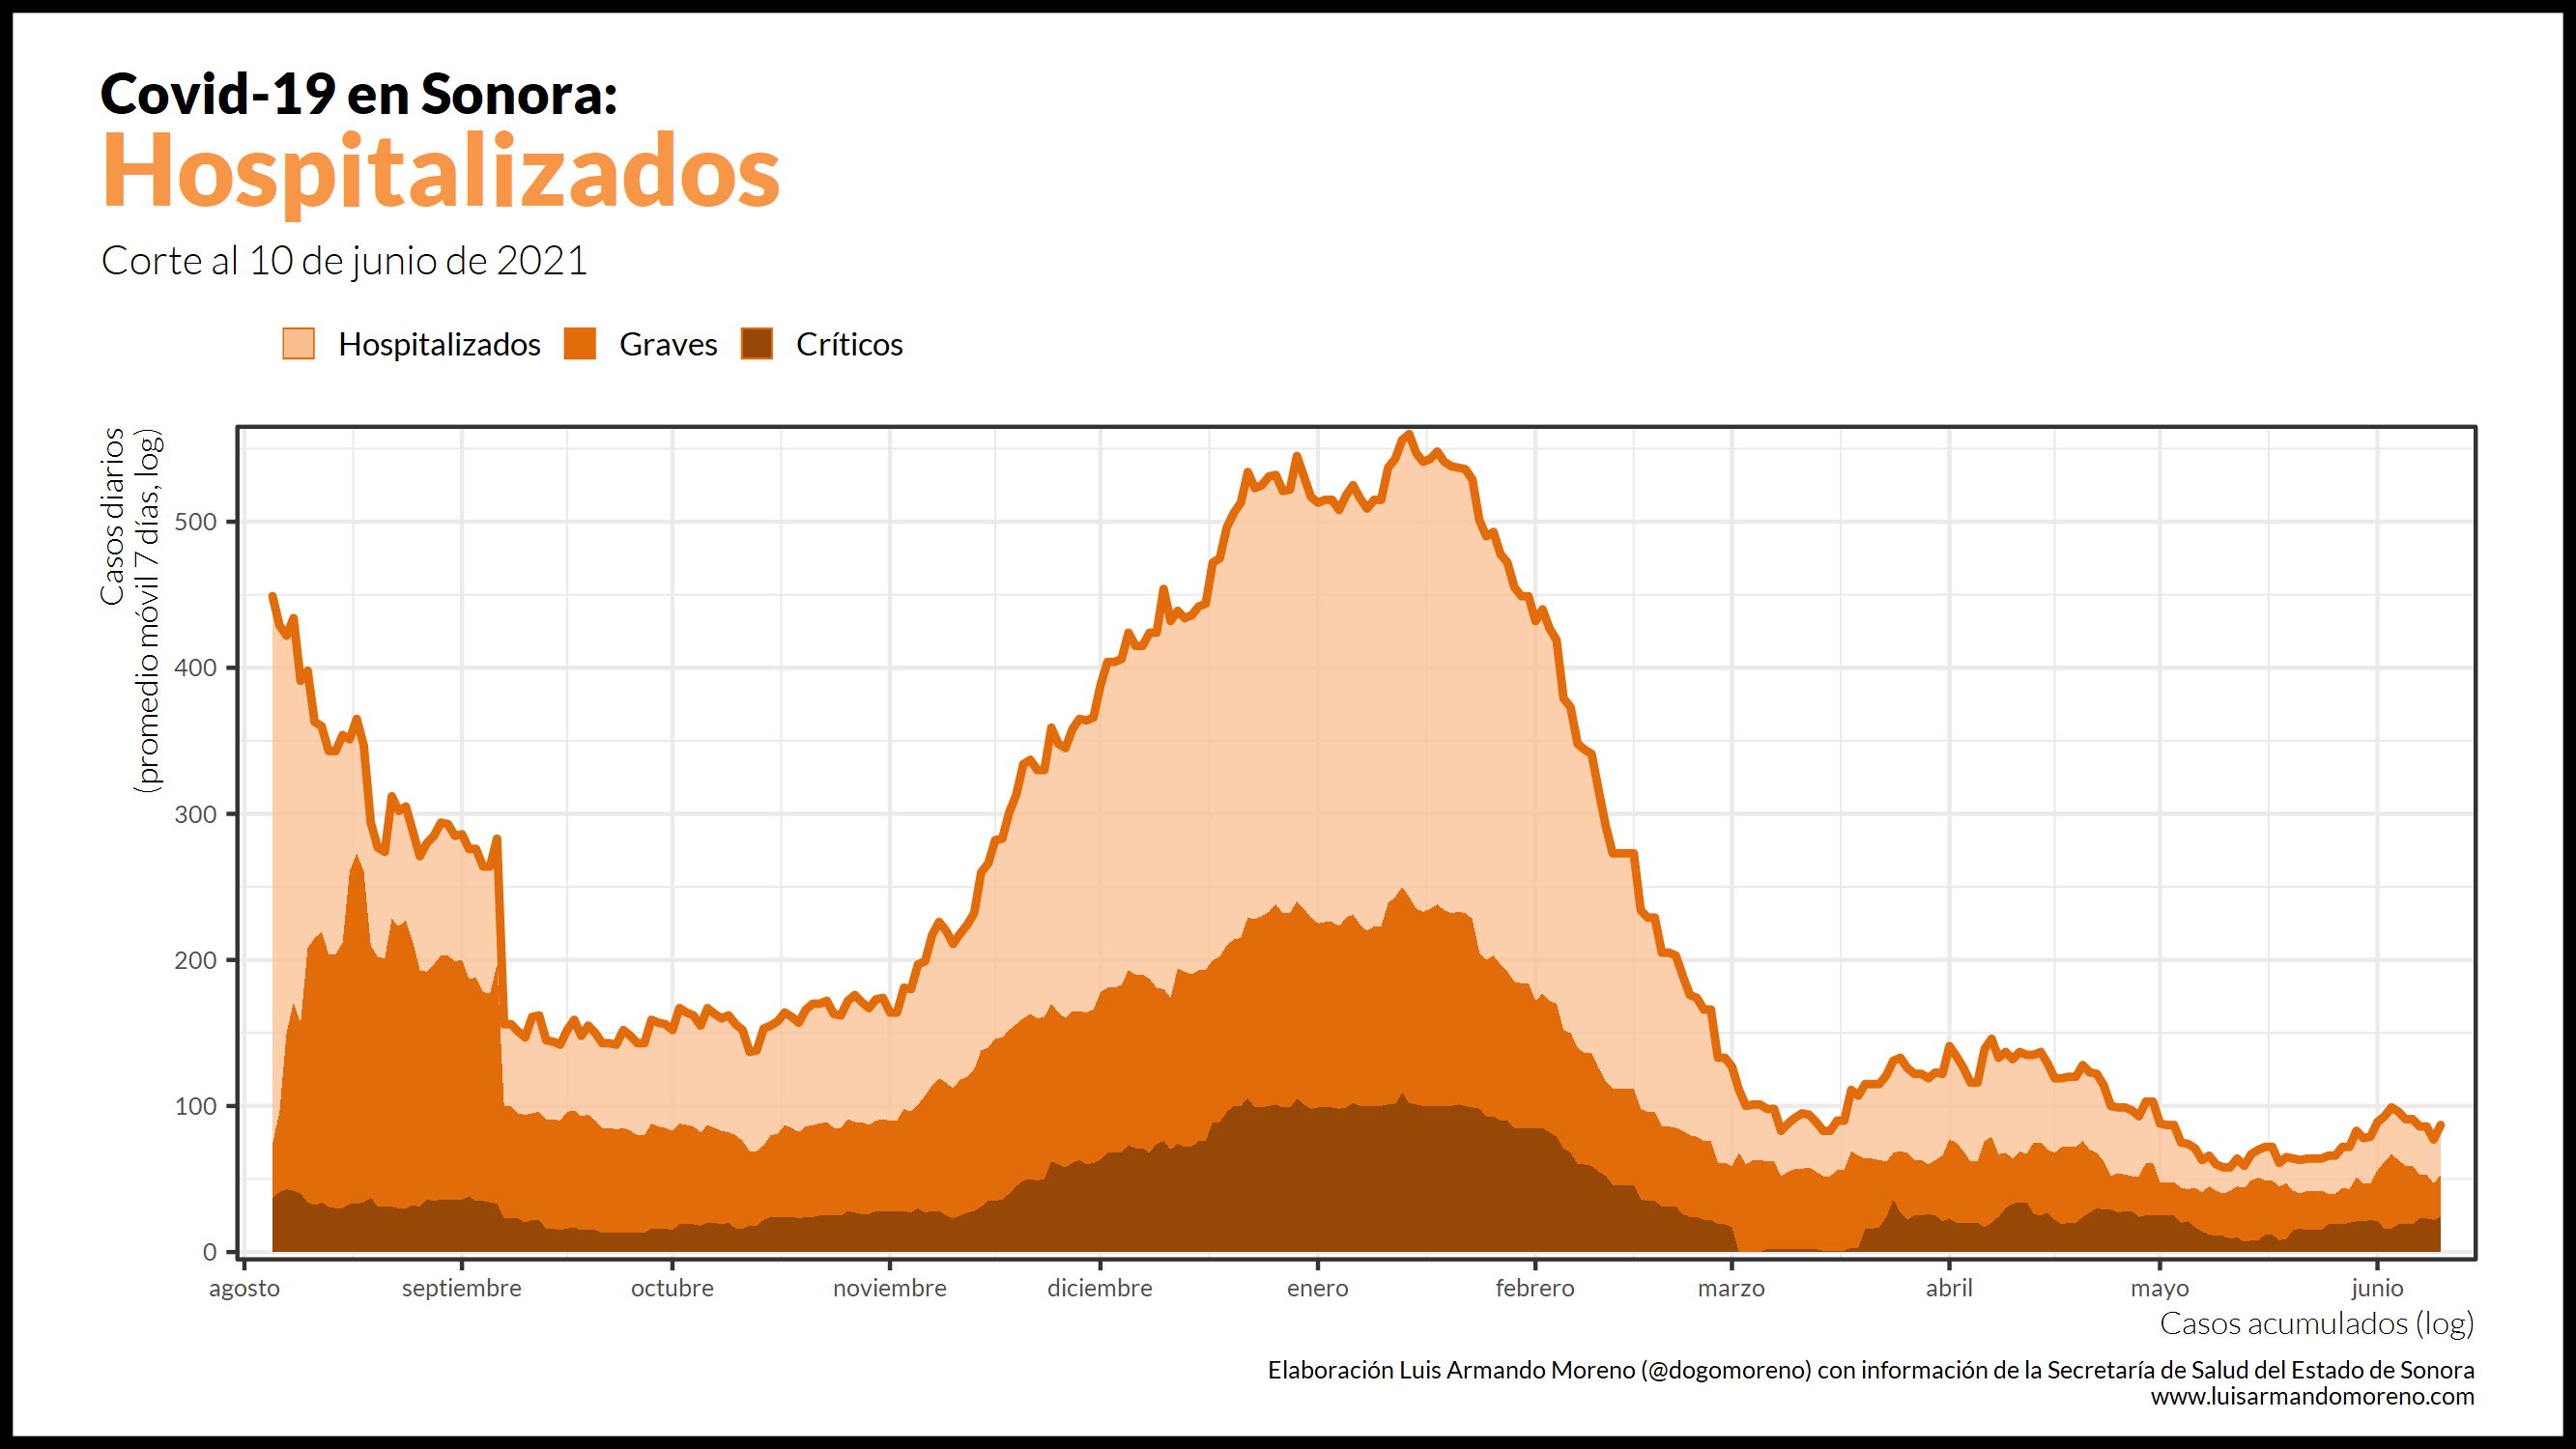 Covid-19 en Sonora:
Hospitalizados
Corte al 10 de junio de 2021
Hospitalizados
Graves
Críticos
Casos diarios
(promedio móvil 7 días, log)
500
400
300
200
100
0
agosto
septiembre
octubre
noviembre
diciembre
enero
febrero
marzo
abril
mayo
junio
Casos acumulados (log)
Elaboración Luis Armando Moreno (@dogomoreno) con información de la Secretaría de Salud del Estado de Sonora
www.luisarmandomoreno.com